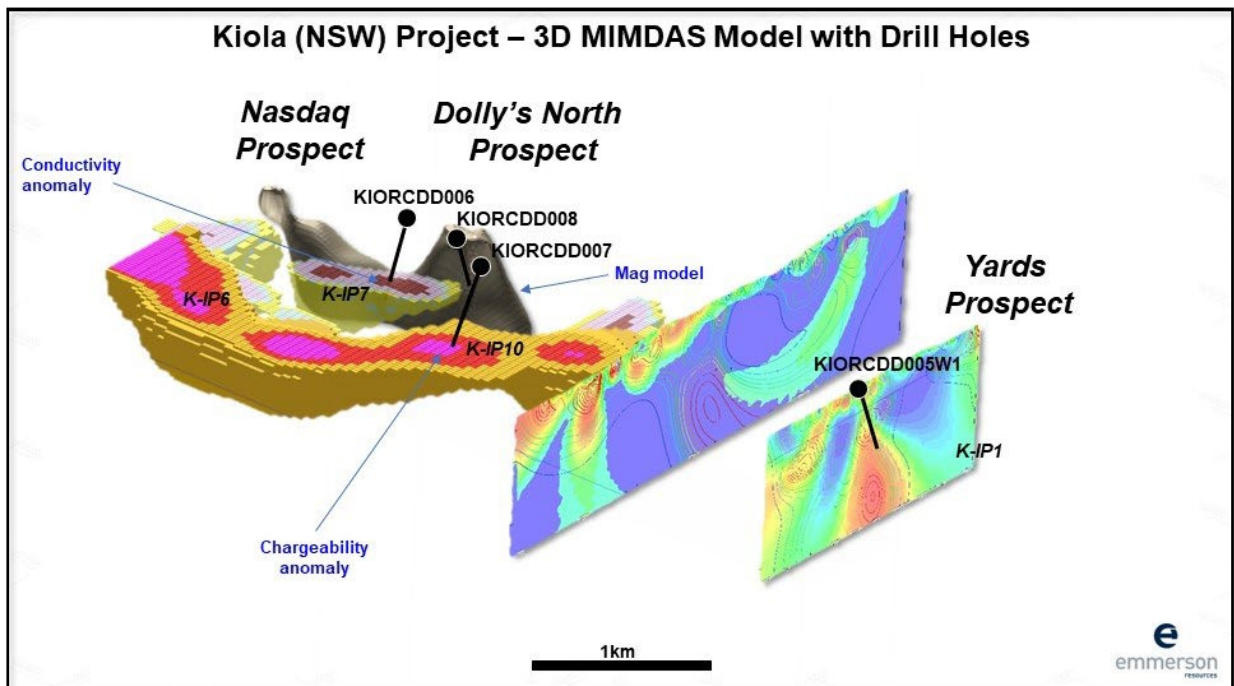 Kiola (NSW) Project – 3D MIMDAS Model with Drill Holes
Nasdaq
Prospect
Dolly's North
Prospect
Conductivity
anomaly
KIORCDD006
KIORCDD008
KIORCDD007
Mag model
Yards
Prospect
K-IP6
K-IP7
K-IP10
KIORCDD005W1
K-IP1
Chargeability
anomaly
1km
emmerson
resources